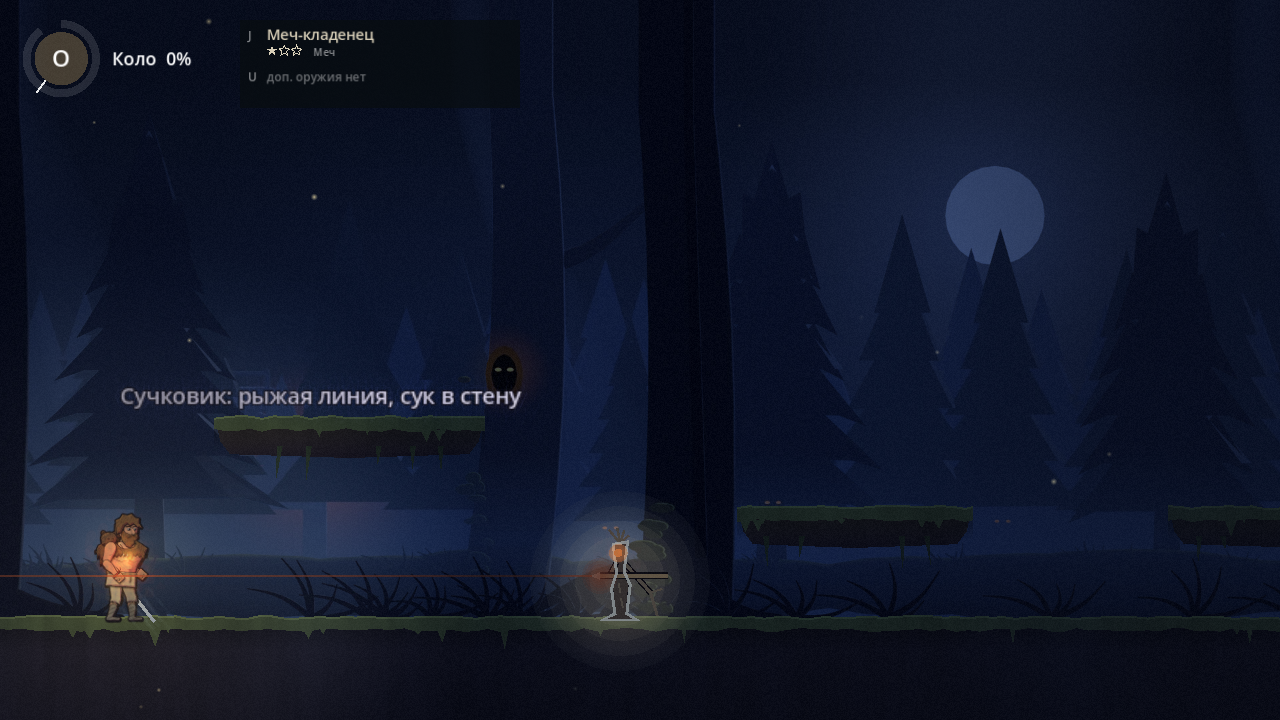 О
Коло 0%
J Меч-кладенец
★☆☆ Меч
U доп. оружия нет
Сучковик: рыжая линия, сук в стену